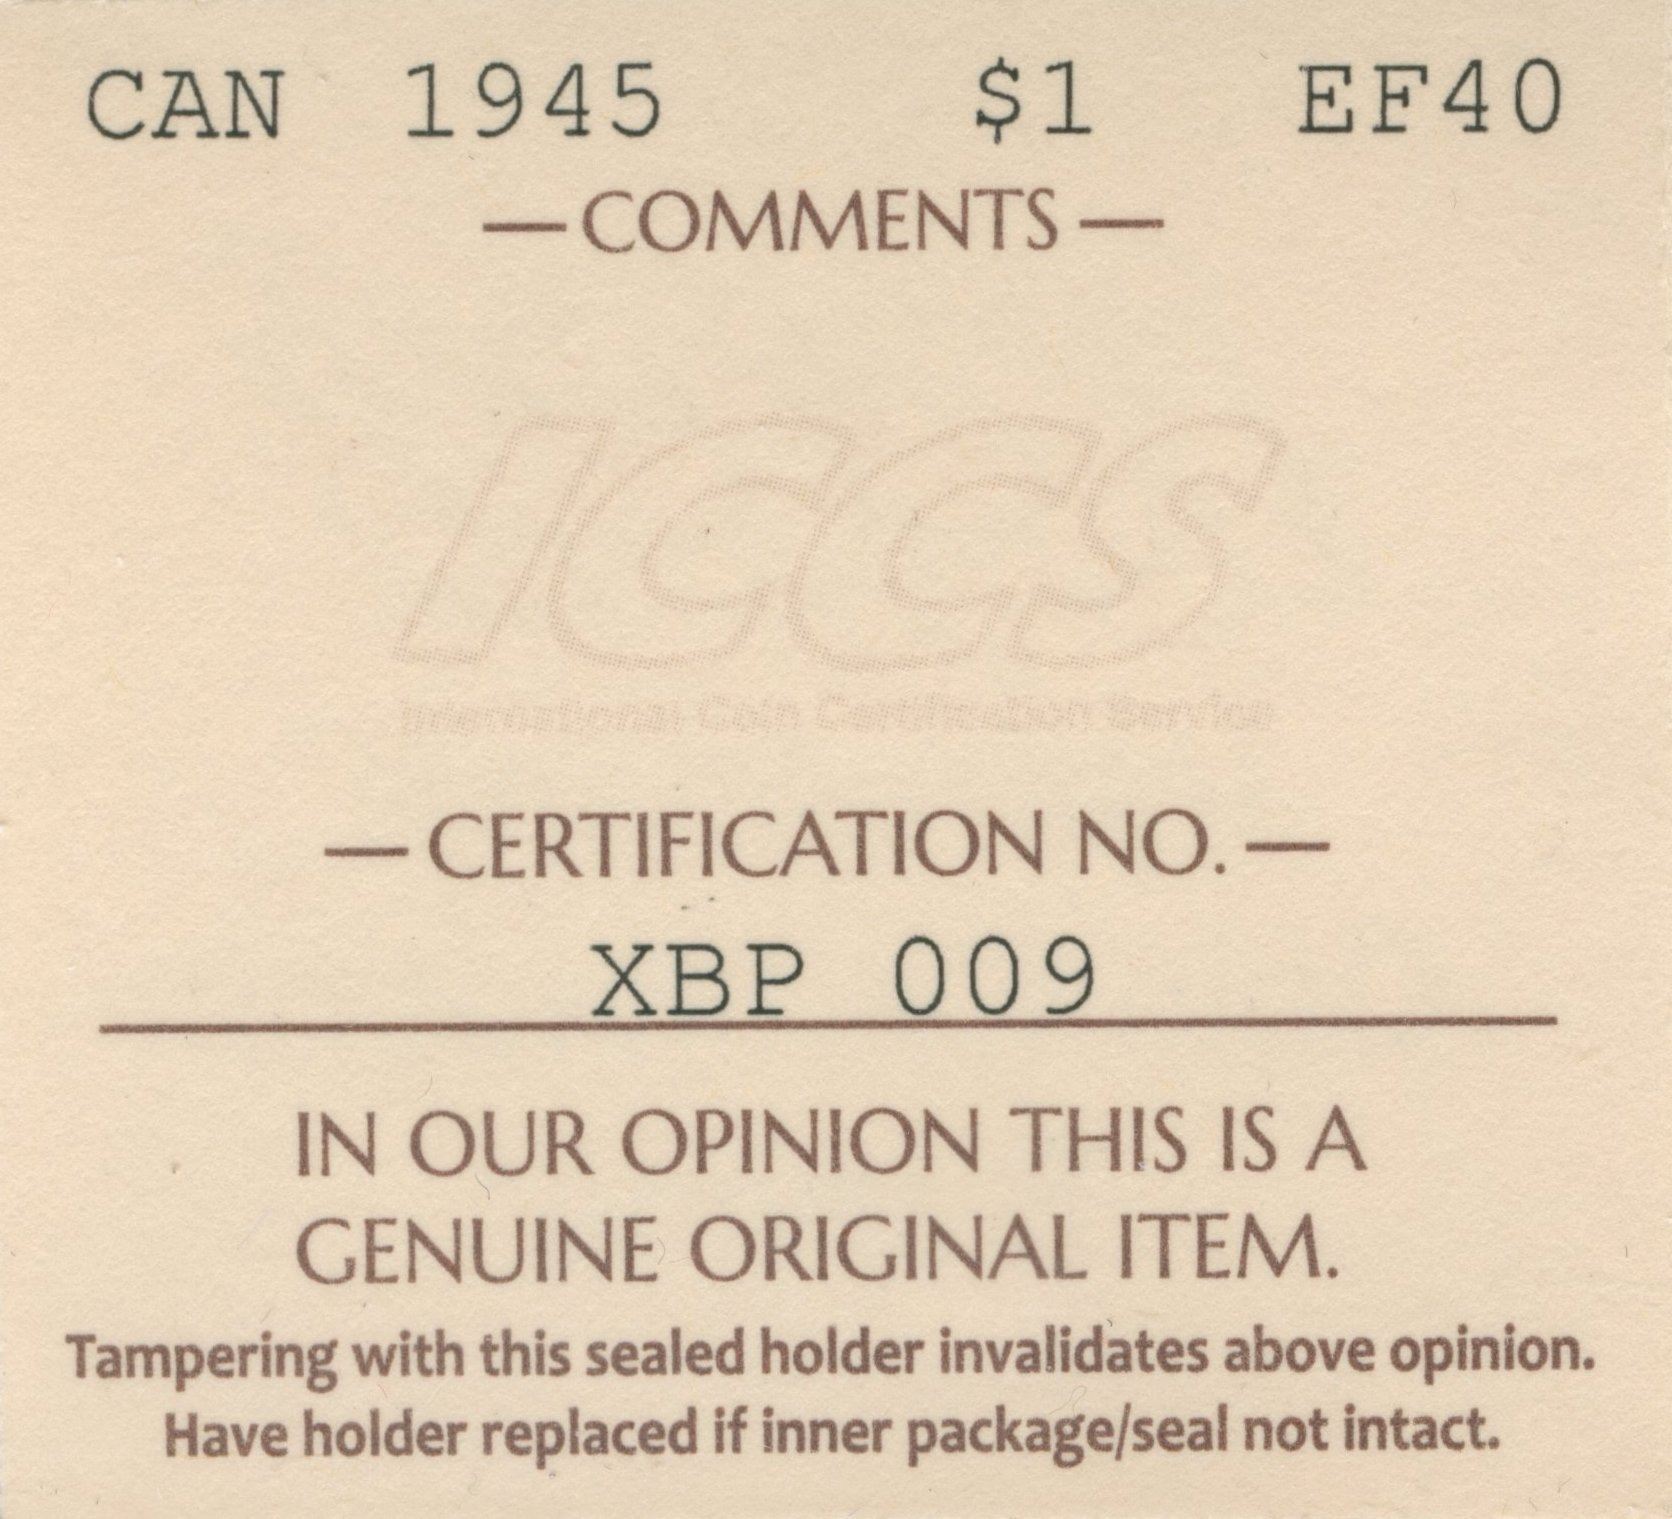 CAN 1945 $1 EF40
—COMMENTS—
ICCS
International Coin Certification Service
—CERTIFICATION NO.—
XBP 009
IN OUR OPINION THIS IS A
GENUINE ORIGINAL ITEM.
Tampering with this sealed holder invalidates above opinion.
Have holder replaced if inner package/seal not intact.